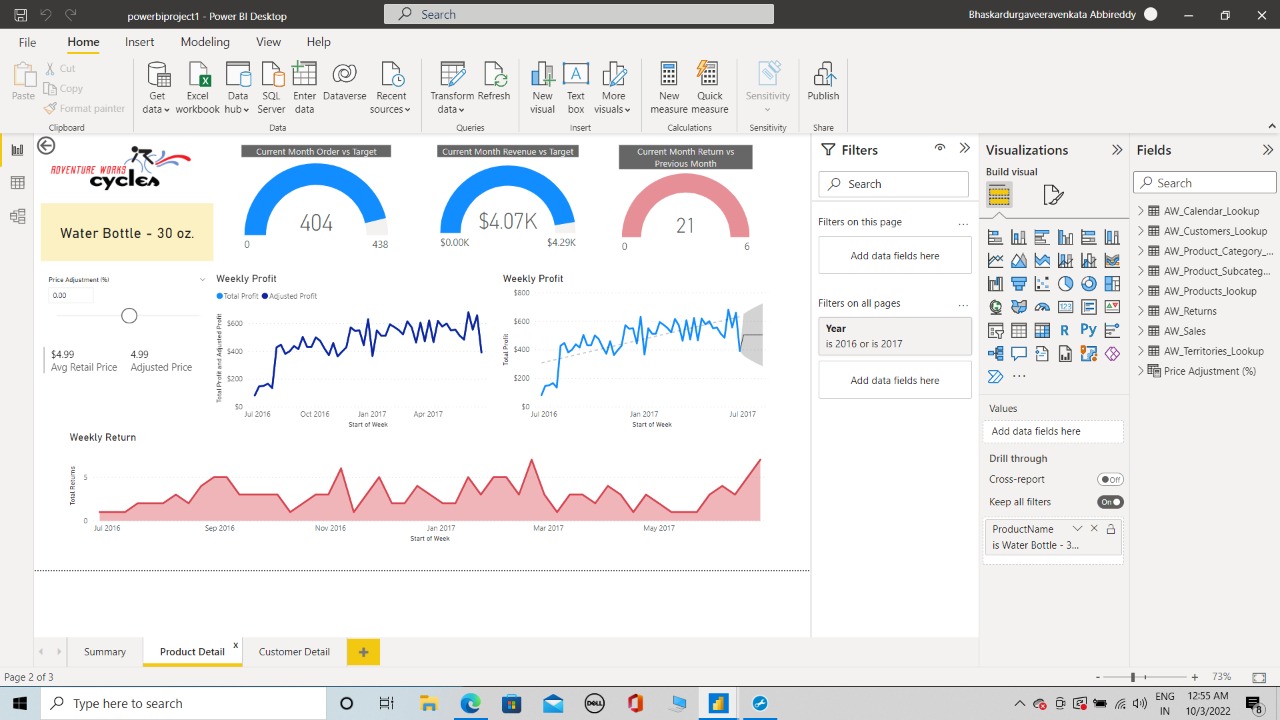 powerbiproject1 - Power BI Desktop
Search
Bhaskardurgaveeravenkata Abbireddy
File
Home
Insert
Modeling
View
Help
Paste
Cut
Copy
Format painter
Clipboard
Get data
Excel workbook
Data hub
SQL Server
Enter data
Dataverse
Recent sources
Data
Transform data
Refresh
Queries
New visual
Text box
More visuals
Insert
New measure
Quick measure
Calculations
Sensitivity
Sensitivity
Publish
Share
ADVENTURE WORKS
cycles
Water Bottle - 30 oz.
Current Month Order vs Target
404
0
438
Current Month Revenue vs Target
$4.07K
$0.00K
$4.29K
Current Month Return vs
Previous Month
21
0
6
Price Adjustment (%)
0.00
$4.99
Avg Retail Price
4.99
Adjusted Price
Weekly Profit
Total Profit
Adjusted Profit
Total Profit and Adjusted Profit
$600
$400
$200
$0
Jul 2016
Oct 2016
Jan 2017
Apr 2017
Start of Week
Weekly Profit
Total Profit
$800
$600
$400
$200
$0
Jul 2016
Jan 2017
Jul 2017
Start of Week
Weekly Return
Total Returns
5
0
Jul 2016
Sep 2016
Nov 2016
Jan 2017
Mar 2017
May 2017
Start of Week
Filters
Search
Filters on this page
...
Add data fields here
Filters on all pages
...
Year
is 2016 or is 2017
Add data fields here
Visualizations
Build visual
R
Py
123
...
Values
Add data fields here
Drill through
Cross-report
Off
Keep all filters
On
ProductName
is Water Bottle - 3...
Fields
Search
AW_Calendar_Lookup
AW_Customers_Lookup
AW_Product_Category_...
AW_Product_Subcateg...
AW_Products_lookup
AW_Returns
AW_Sales
AW_Territories_Lookup
Price Adjustment (%)
Summary
Product Detail
x
Customer Detail
+
Page 2 of 3
- + 73%
Type here to search
DELL
ENG
IN
12:55 AM
10/3/2022
8